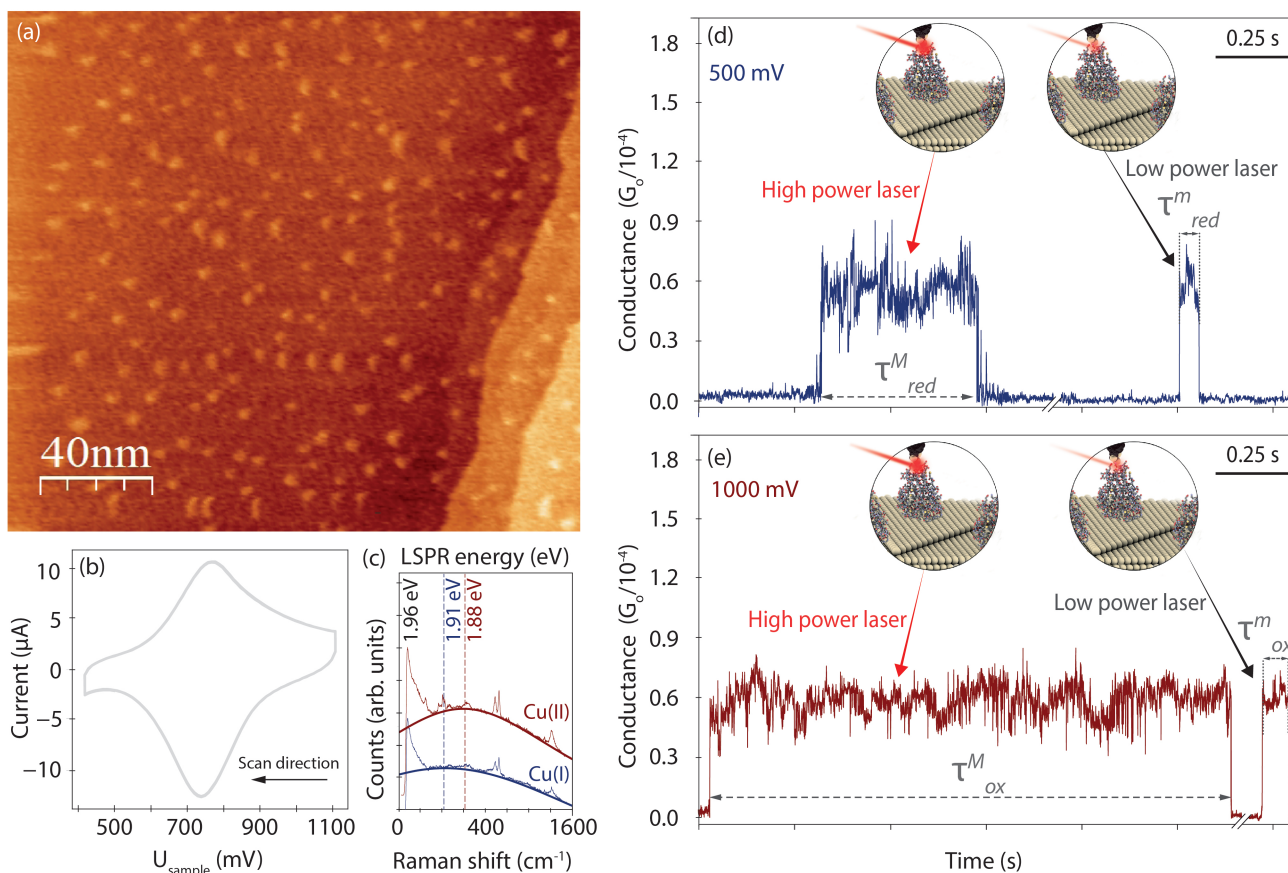 (a)
40nm
(b)
Current (µA)
10
5
0
−5
−10
Scan direction
500
700
900
1100
U_sample (mV)
(c)
LSPR energy (eV)
1.96 eV
1.91 eV
1.88 eV
Counts (arb. units)
Cu(II)
Cu(I)
0
400
1600
Raman shift (cm⁻¹)
(d)
500 mV
0.25 s
Conductance (G₀/10⁻⁴)
1.8
1.5
1.2
0.9
0.6
0.3
0.0
High power laser
Low power laser
τ^M_red
τ^m_red
(e)
1000 mV
0.25 s
Conductance (G₀/10⁻⁴)
1.8
1.5
1.2
0.9
0.6
0.3
0.0
High power laser
Low power laser
τ^M_ox
τ^m_ox
Time (s)